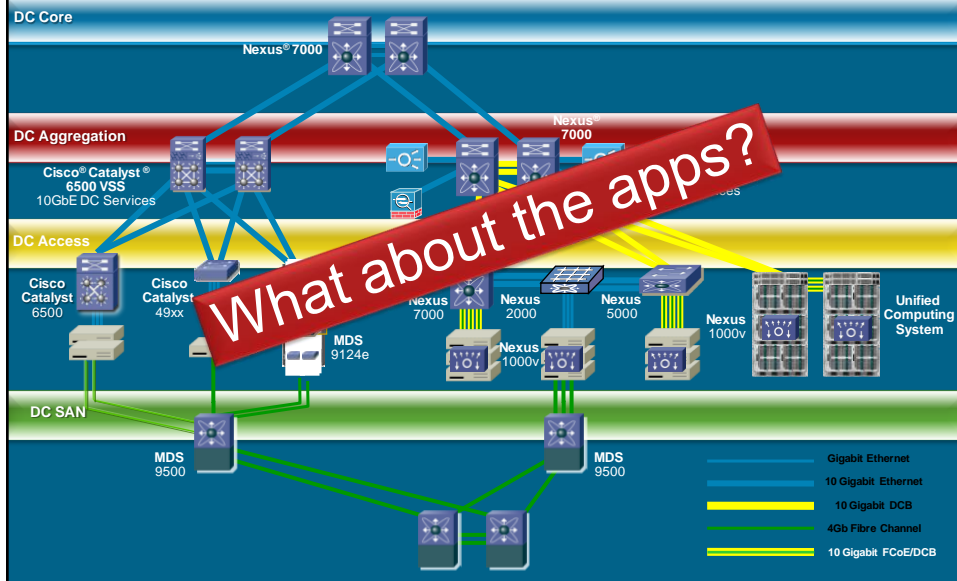 DC Core
Nexus® 7000
DC Aggregation
Nexus®
7000
Cisco® Catalyst ®
6500 VSS
10GbE DC Services
What about the apps?
DC Access
Cisco
Catalyst
6500
Cisco
Catalyst
49xx
MDS
9124e
Nexus
7000
Nexus
2000
Nexus
5000
Nexus
1000v
Nexus
1000v
Unified
Computing
System
DC SAN
MDS
9500
MDS
9500
Gigabit Ethernet
10 Gigabit Ethernet
10 Gigabit DCB
4Gb Fibre Channel
10 Gigabit FCoE/DCB